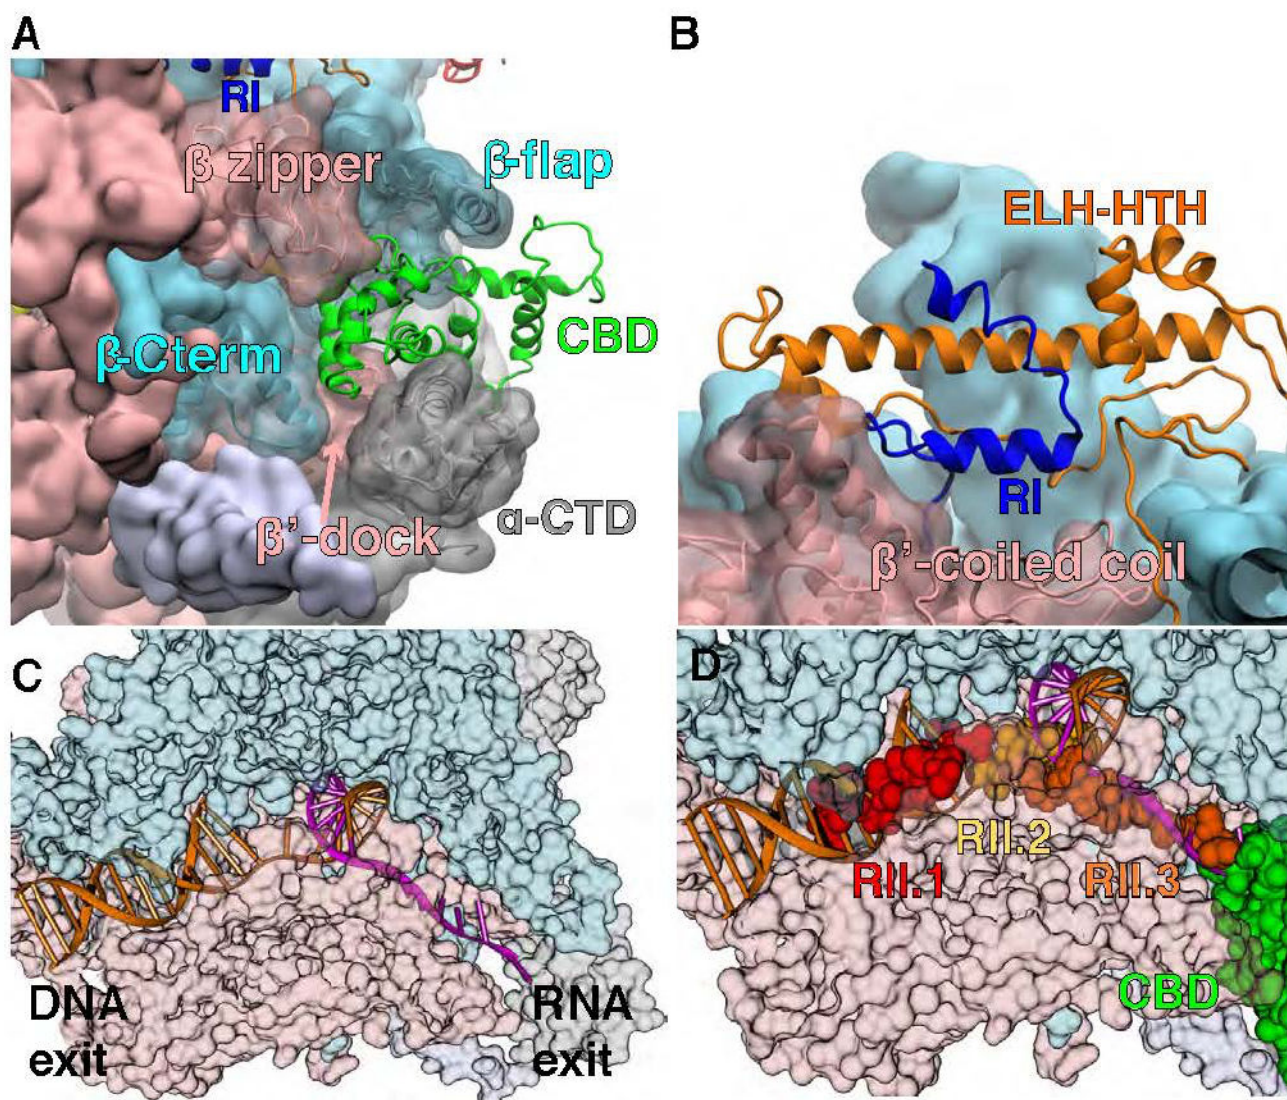 A
RI
β zipper
β-flap
CBD
β-Cterm
β'-dock
α-CTD
B
ELH-HTH
RI
β'-coiled coil
C
DNA
exit
RNA
exit
D
RII.1
RII.2
RII.3
CBD